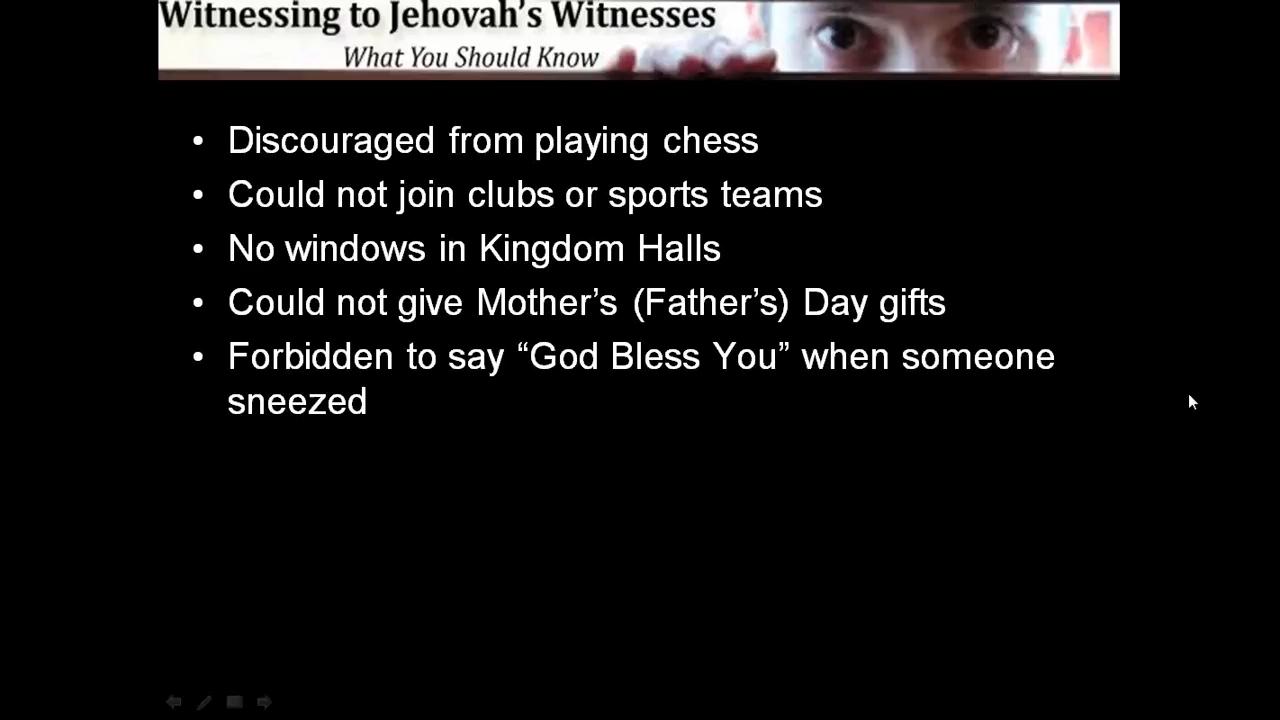 Witnessing to Jehovah's Witnesses
What You Should Know
• Discouraged from playing chess
• Could not join clubs or sports teams
• No windows in Kingdom Halls
• Could not give Mother’s (Father’s) Day gifts
• Forbidden to say “God Bless You” when someone
sneezed